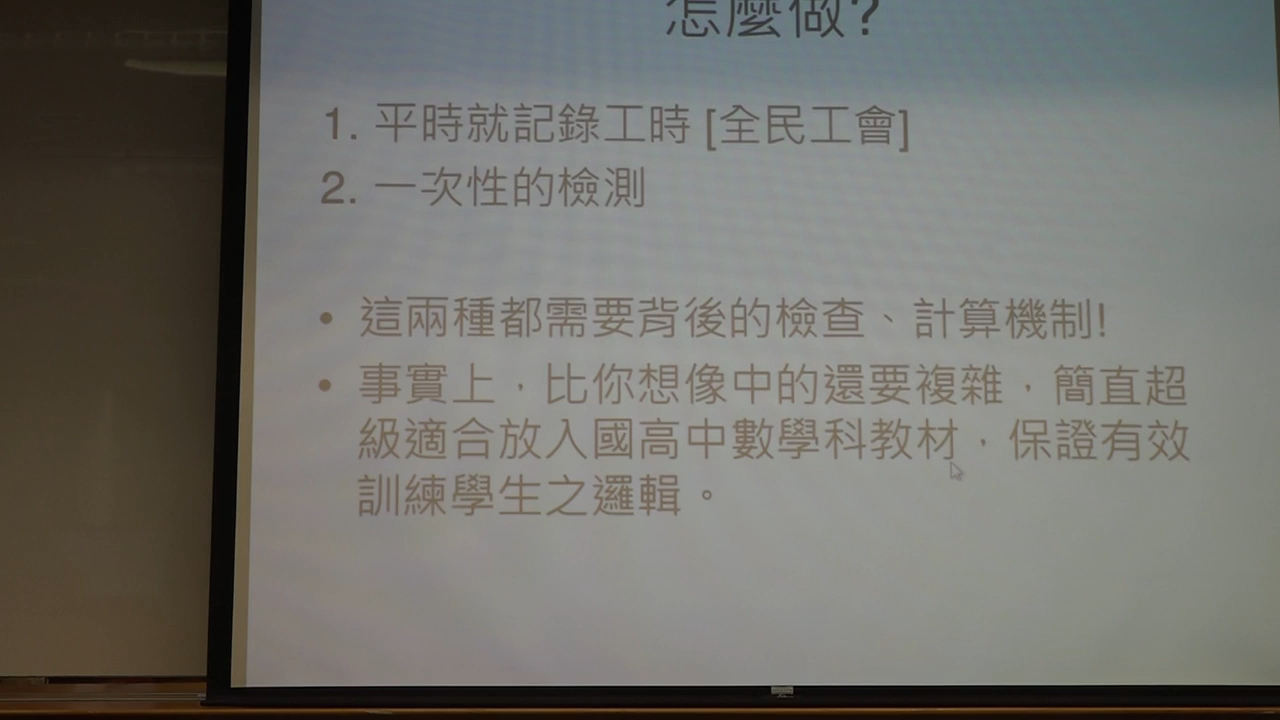 怎麼做?
1. 平時就記錄工時 [全民工會]
2. 一次性的檢測
• 這兩種都需要背後的檢查、計算機制!
• 事實上，比你想像中的還要複雜，簡直超
級適合放入國高中數學科教材，保證有效
訓練學生之邏輯。